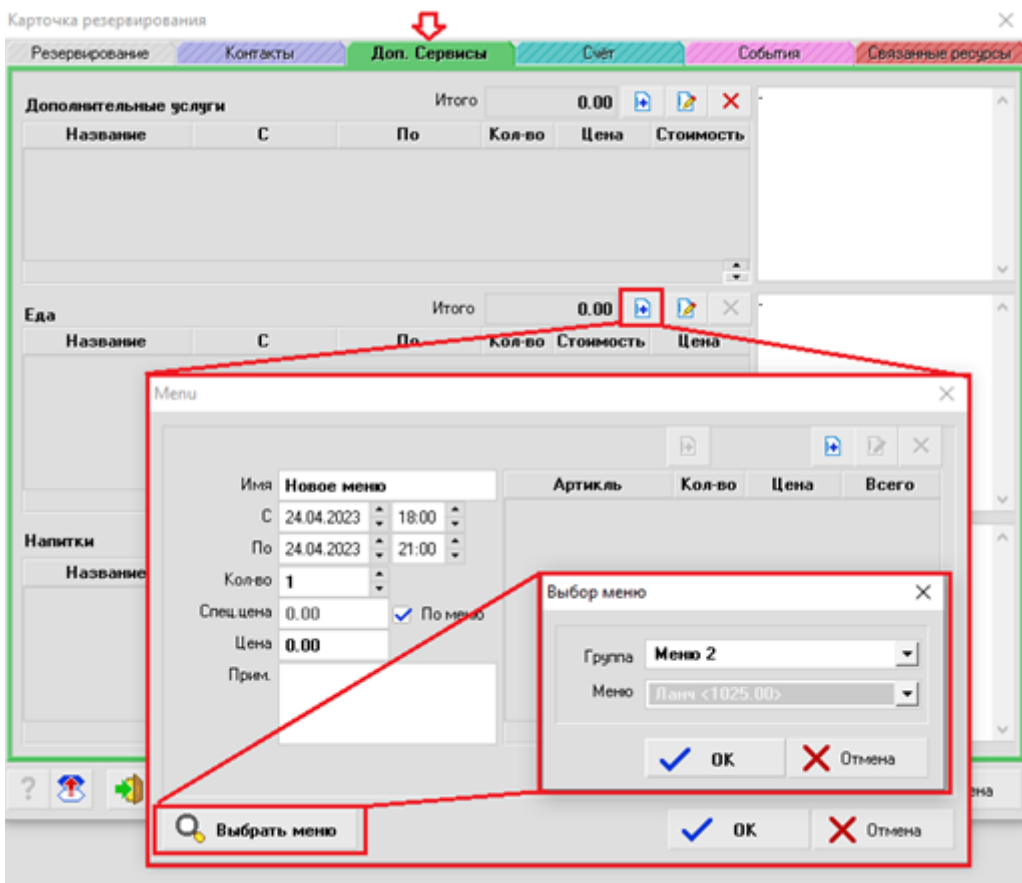 Карточка резервирования
Резервирование Контакты Доп. Сервисы Счёт События Связанные ресурсы
Дополнительные услуги Итого 0.00
Название С По Кол-во Цена Стоимость
Еда Итого 0.00
Название С По Кол-во Стоимость Цена
Menu
Имя Новое меню
Артикль Кол-во Цена Всего
С 24.04.2023 18:00
По 24.04.2023 21:00
Напитки
Название
Кол-во 1
Спец.цена 0.00 По меню
Цена 0.00
Прим.
Выбор меню
Группа Меню 2
Меню Ланч <1025.00>
OK Отмена
?
Выбрать меню OK Отмена